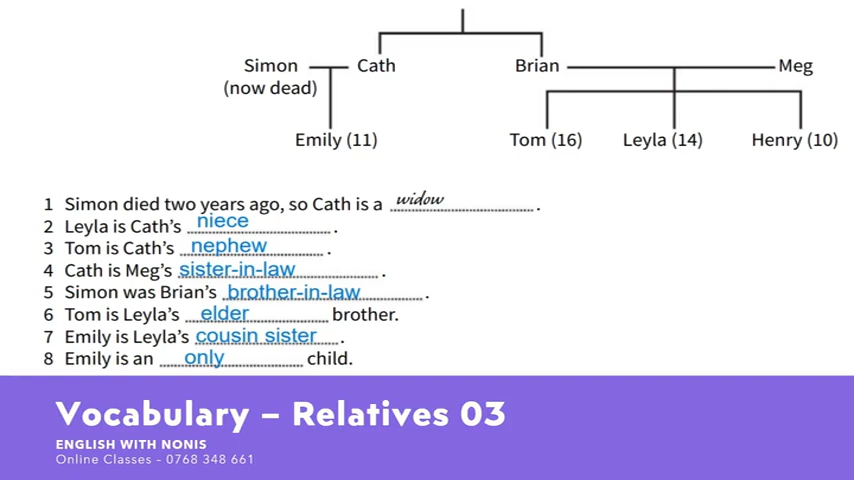 Simon Cath Brian Meg
(now dead)
Emily (11) Tom (16) Leyla (14) Henry (10)
1 Simon died two years ago, so Cath is a widow.
2 Leyla is Cath's niece.
3 Tom is Cath's nephew.
4 Cath is Meg's sister-in-law.
5 Simon was Brian's brother-in-law.
6 Tom is Leyla's elder brother.
7 Emily is Leyla's cousin sister.
8 Emily is an only child.
Vocabulary – Relatives 03
ENGLISH WITH NONIS
Online Classes – 0768 348 661